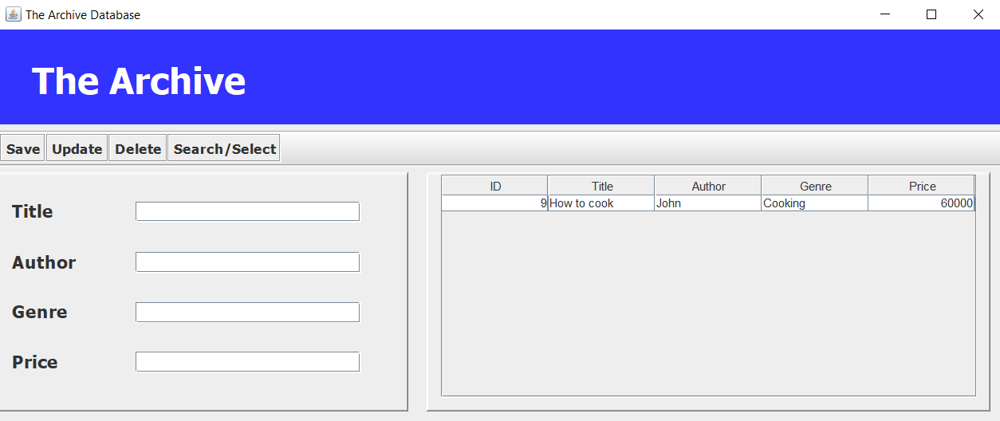 The Archive Database
The Archive
Save Update Delete Search/Select
Title
Author
Genre
Price
ID Title Author Genre Price
9 How to cook John Cooking 60000